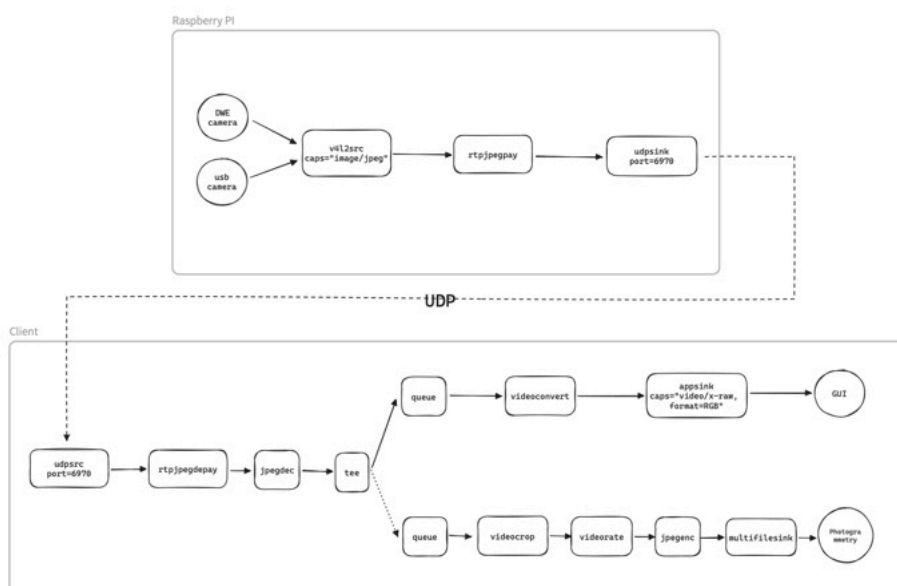 Raspberry PI
DWE
camera
usb
camera
v4l2src
caps="image/jpeg"
rtpjpegpay
udpsink
port=6970
UDP
Client
udpsrc
port=6970
rtpjpgdepay
jpegdec
tee
queue
videoconvert
appsink
caps="video/x-raw,
format=RGB"
GUI
queue
videocrop
videorate
jpegenc
multifilesink
Photogra
mmetry